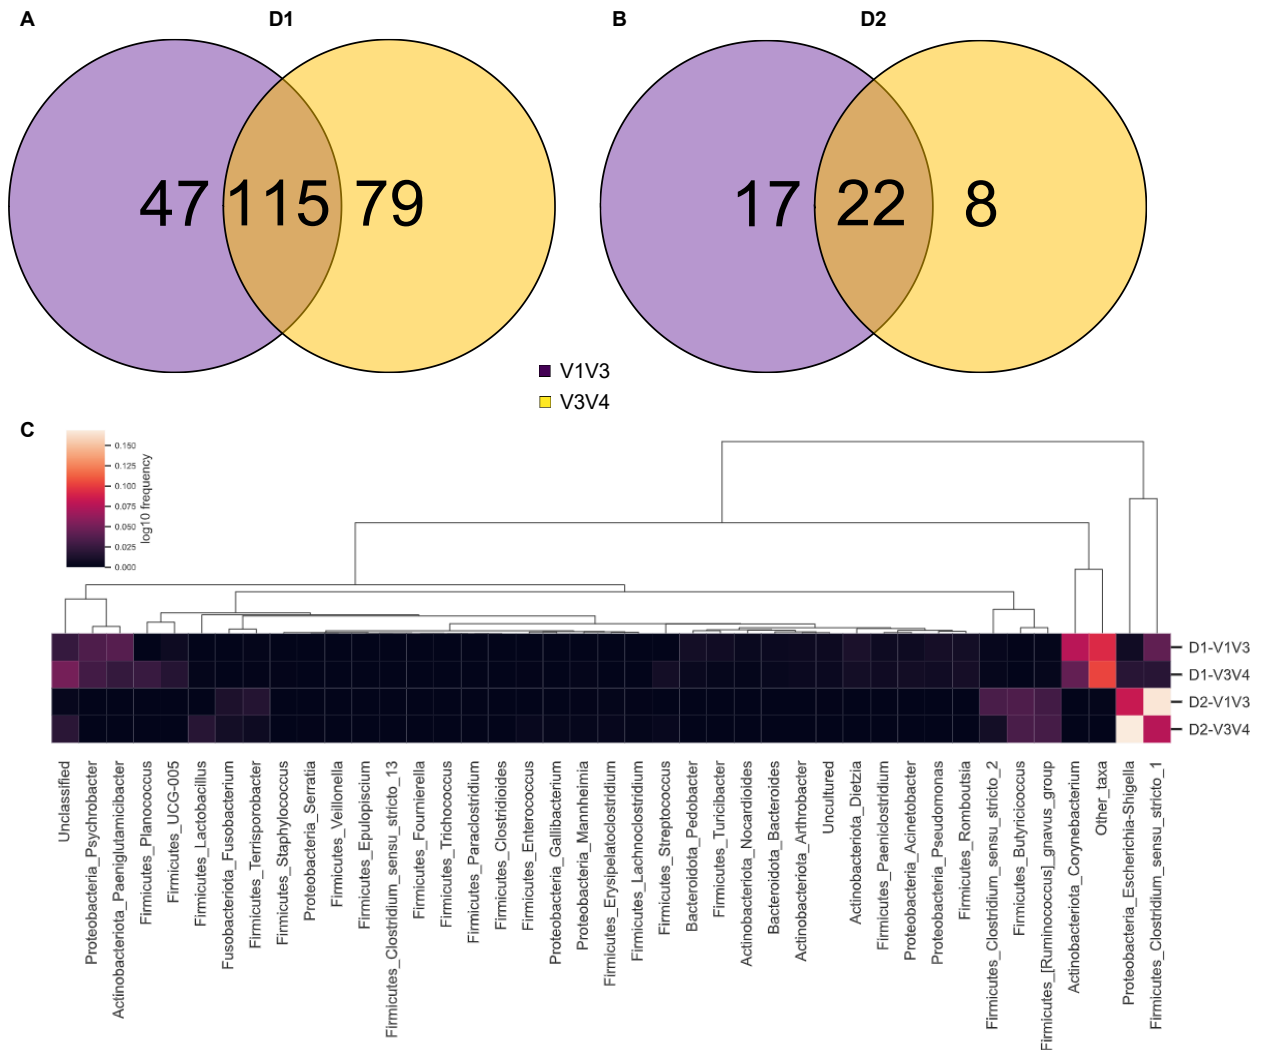 A
D1
B
D2
47
115
79
17
22
8
V1V3
V3V4
C
0.150
0.125
0.100
0.075
0.050
0.025
0.000
log10 frequency
D1-V1V3
D1-V3V4
D2-V1V3
D2-V3V4
Unclassified
Proteobacteria_Psychrobacter
Actinobacteriota_Paeniglutamicibacter
Firmicutes_Planococcus
Firmicutes_UCG-005
Firmicutes_Lactobacillus
Fusobacteriota_Fusobacterium
Firmicutes_Terrisporobacter
Firmicutes_Staphylococcus
Proteobacteria_Serratia
Firmicutes_Veillonella
Firmicutes_Epulopiscium
Firmicutes_Clostridium_sensu_stricto_13
Firmicutes_Fournierella
Firmicutes_Trichococcus
Firmicutes_Paraclostridium
Firmicutes_Clostridioides
Firmicutes_Enterococcus
Proteobacteria_Gallibacterium
Proteobacteria_Mannheimia
Firmicutes_Erysipelatoclostridium
Firmicutes_Lachnoclostridium
Firmicutes_Streptococcus
Bacteroidota_Pedobacter
Firmicutes_Turicibacter
Actinobacteriota_Nocardioides
Bacteroidota_Bacteroides
Actinobacteriota_Arthrobacter
Uncultured
Actinobacteriota_Dietzia
Firmicutes_Paeniclostridium
Proteobacteria_Acinetobacter
Proteobacteria_Pseudomonas
Firmicutes_Romboutsia
Firmicutes_Clostridium_sensu_stricto_2
Firmicutes_Butyricicoccus
Firmicutes_[Ruminococcus]_gnavus_group
Actinobacteriota_Corynebacterium
Other_taxa
Proteobacteria_Escherichia-Shigella
Firmicutes_Clostridium_sensu_stricto_1